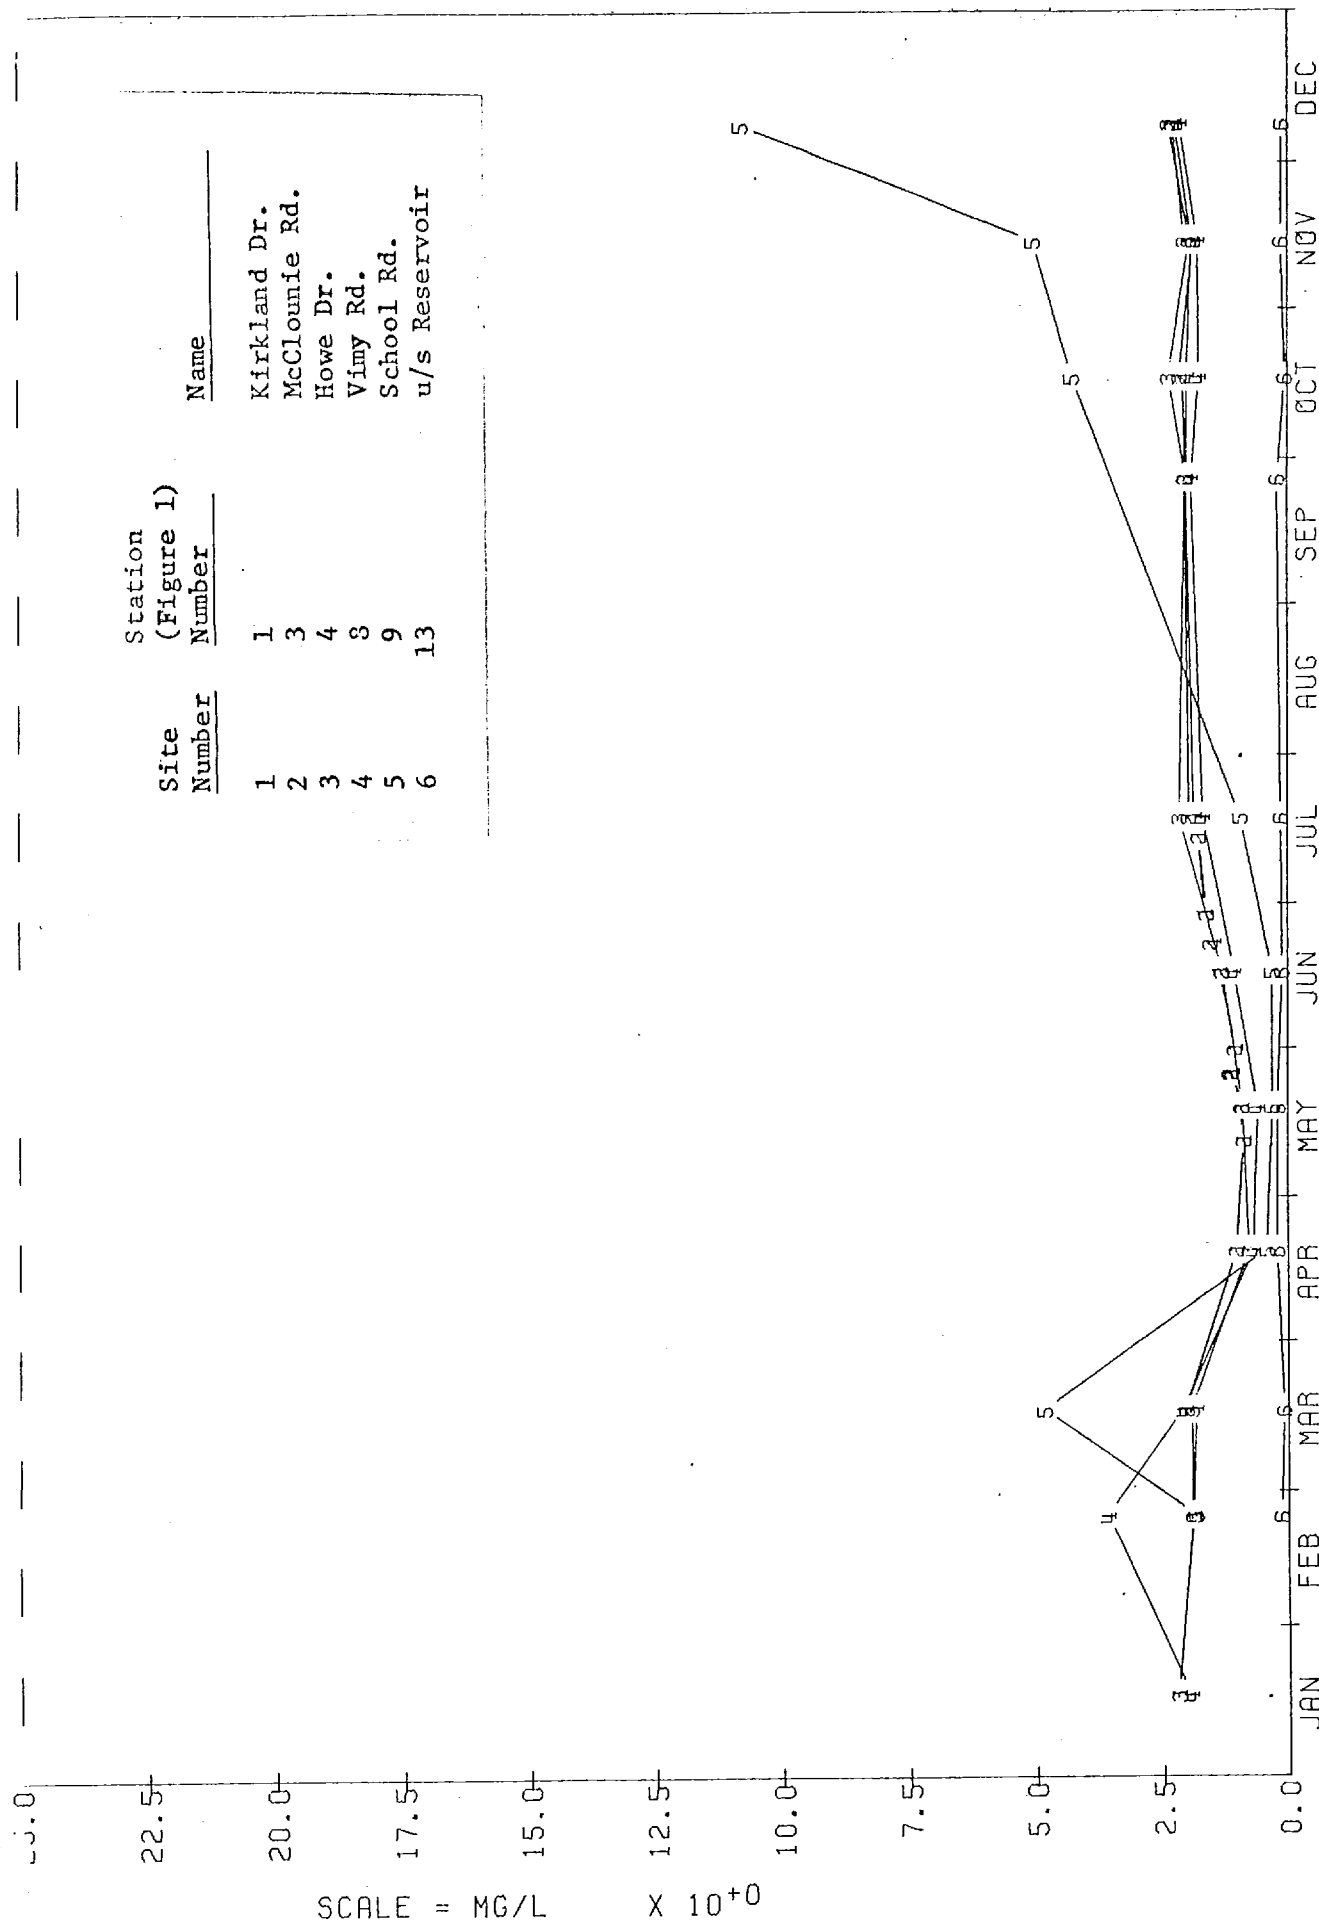 Station
Site (Figure 1)
Number Number Name
1 1 Kirkland Dr.
2 3 McClounie Rd.
3 4 Howe Dr.
4 8 Vimy Rd.
5 9 School Rd.
6 13 u/s Reservoir
22.5
20.0
17.5
15.0
12.5
10.0
7.5
5.0
2.5
0.0
SCALE = MG/L X 10+0
JAN FEB MAR APR MAY JUN JUL AUG SEP OCT NOV DEC